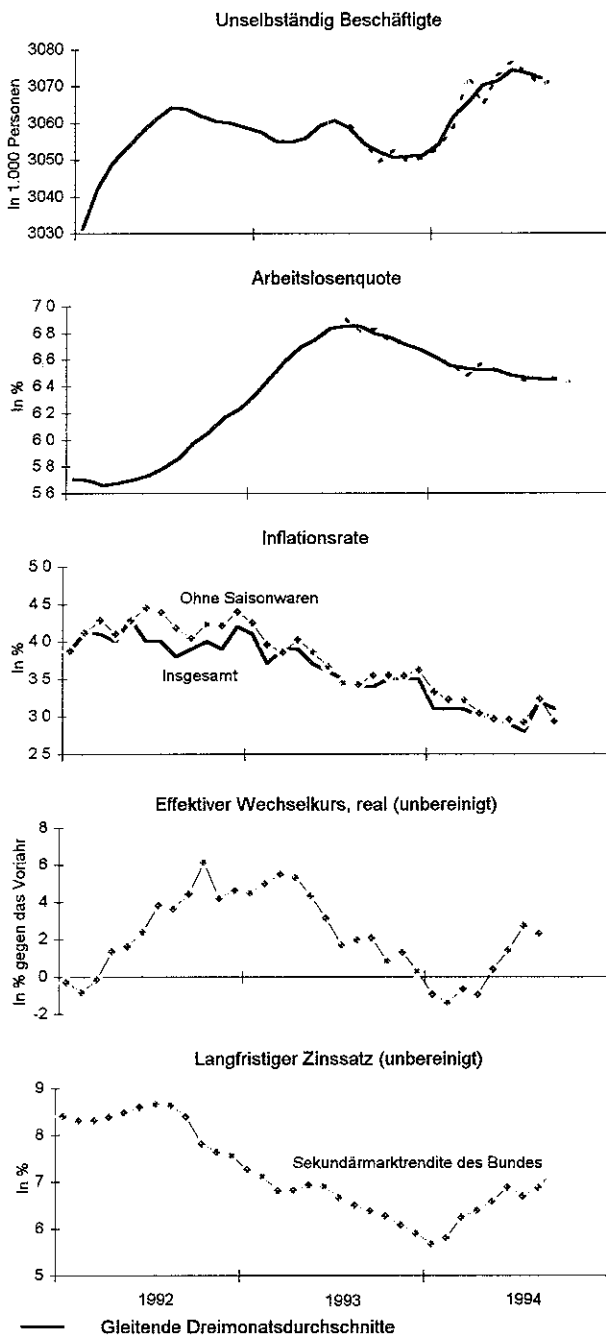 Unselbständig Beschäftigte
In 1.000 Personen
3080
3070
3060
3050
3040
3030
Arbeitslosenquote
In %
7 0
6 8
6 6
6 4
6 2
6 0
5 8
5 6
Inflationsrate
In %
5 0
4 5
4 0
3 5
3 0
2 5
Ohne Saisonwaren
Insgesamt
Effektiver Wechselkurs, real (unbereinigt)
In % gegen das Vorjahr
8
6
4
2
0
-2
Langfristiger Zinssatz (unbereinigt)
In %
9
8
7
6
5
Sekundärmarktrendite des Bundes
1992 1993 1994
Gleitende Dreimonatsdurchschnitte